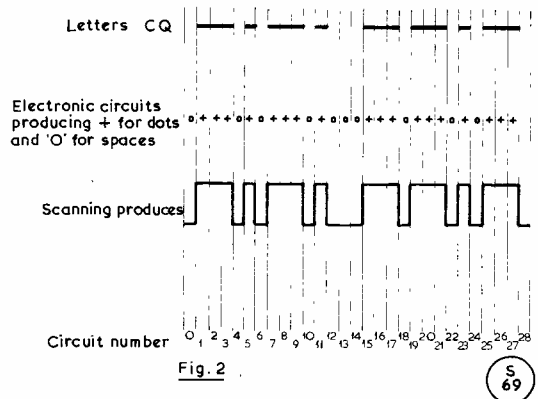 Letters CQ
Electronic circuits
producing + for dots
and 'O' for spaces
o + + + o + o + + + o + o o o + + + o + + + o + o + + +
Scanning produces
Circuit number 0 1 2 3 4 5 6 7 8 9 10 11 12 13 14 15 16 17 18 19 20 21 22 23 24 25 26 27 28
Fig. 2
S
69